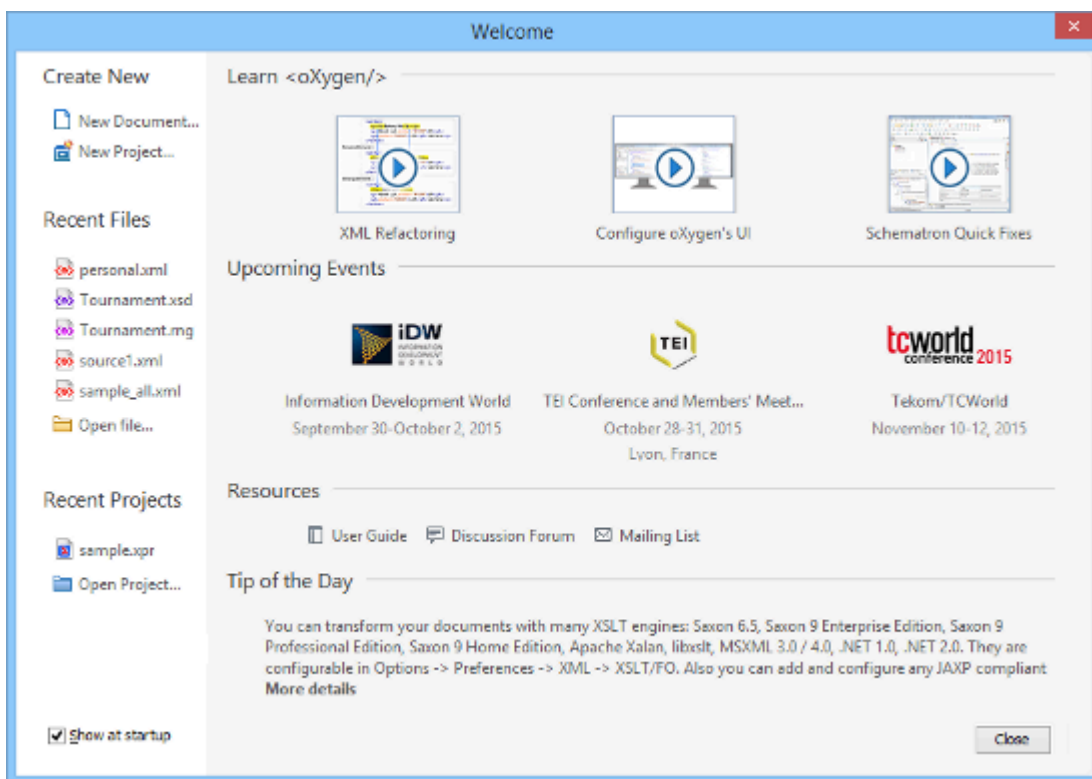 Welcome
Create New
New Document...
New Project...
Recent Files
personal.xml
Tournament.xsd
Tournament.rng
source1.xml
sample_all.xml
Open file...
Recent Projects
sample.xpr
Open Project...
Show at startup
Learn <oXygen/>
XML Refactoring
Configure oXygen's UI
Schematron Quick Fixes
Upcoming Events
iDW
INFORMATION
DEVELOPMENT
WORLD
TEI
tcworld
conference 2015
Information Development World
TEI Conference and Members' Meet...
Tekom/TCWorld
September 30-October 2, 2015
October 28-31, 2015
November 10-12, 2015
Lyon, France
Resources
User Guide
Discussion Forum
Mailing List
Tip of the Day
You can transform your documents with many XSLT engines: Saxon 6.5, Saxon 9 Enterprise Edition, Saxon 9
Professional Edition, Saxon 9 Home Edition, Apache Xalan, libxslt, MSXML 3.0 / 4.0, .NET 1.0, .NET 2.0. They are
configurable in Options -> Preferences -> XML -> XSLT/FO. Also you can add and configure any JAXP compliant
More details
Close